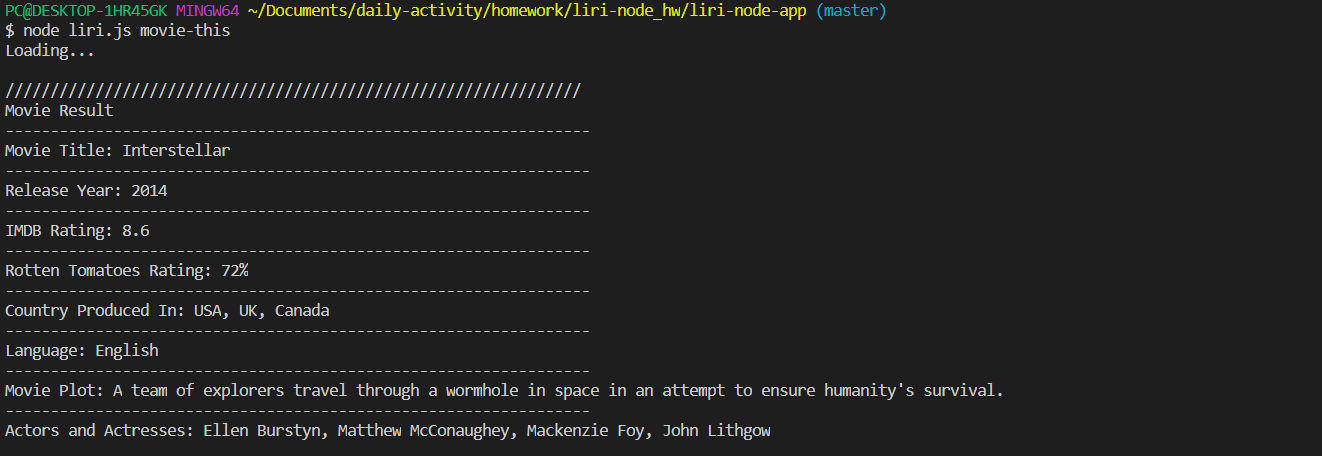 PC@DESKTOP-1HR45GK MINGW64 ~/Documents/daily-activity/homework/liri-node_hw/liri-node-app (master)
$ node liri.js movie-this
Loading...
////////////////////////////////////////////////////////////////
Movie Result
-----------------------------------------------------------------
Movie Title: Interstellar
-----------------------------------------------------------------
Release Year: 2014
-----------------------------------------------------------------
IMDB Rating: 8.6
-----------------------------------------------------------------
Rotten Tomatoes Rating: 72%
-----------------------------------------------------------------
Country Produced In: USA, UK, Canada
-----------------------------------------------------------------
Language: English
-----------------------------------------------------------------
Movie Plot: A team of explorers travel through a wormhole in space in an attempt to ensure humanity's survival.
-----------------------------------------------------------------
Actors and Actresses: Ellen Burstyn, Matthew McConaughey, Mackenzie Foy, John Lithgow